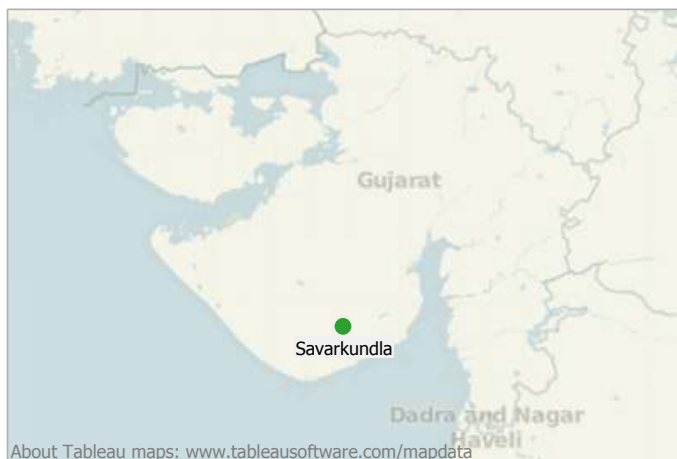 Gujarat
Savarkundla
Dadra and Nagar
Haveli
About Tableau maps: www.tableausoftware.com/mapdata